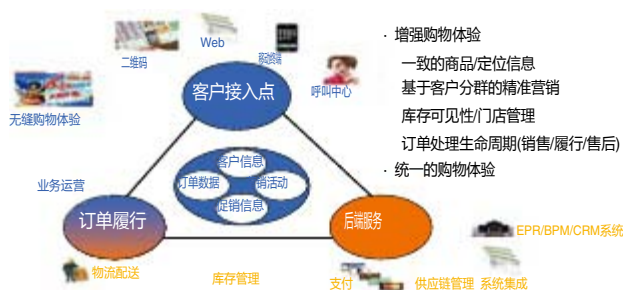 Web
二维码
移动终端
呼叫中心
客户接入点
无缝购物体验
业务运营
客户信息
订单数据
销活动
促销信息
订单履行
后端服务
物流配送
库存管理
支付
供应链管理
系统集成
EPR/BPM/CRM系统
· 增强购物体验
一致的商品/定位信息
基于客户分群的精准营销
库存可见性/门店管理
订单处理生命周期(销售/履行/售后)
· 统一的购物体验